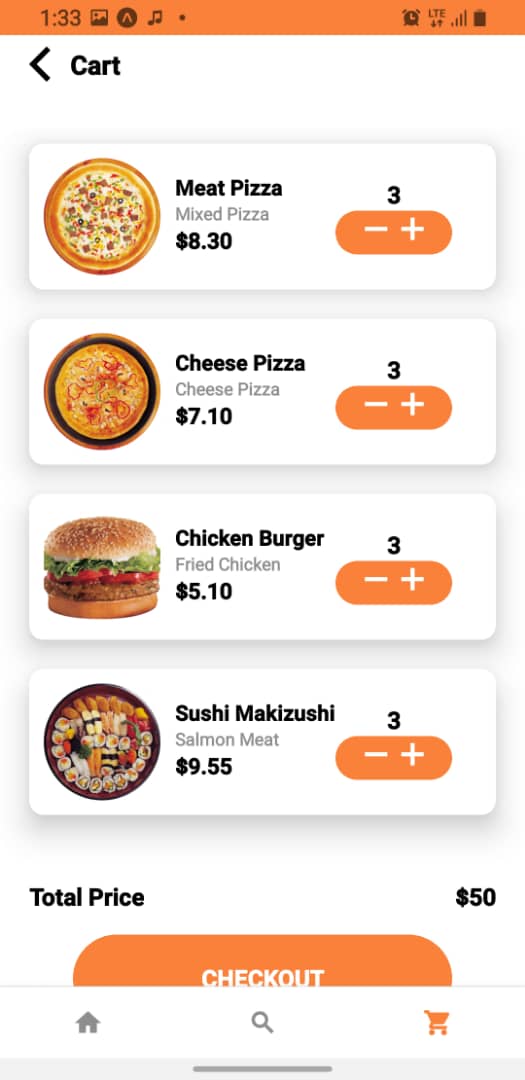 1:33
LTE
Cart
Meat Pizza
Mixed Pizza
$8.30
3
Cheese Pizza
Cheese Pizza
$7.10
3
Chicken Burger
Fried Chicken
$5.10
3
Sushi Makizushi
Salmon Meat
$9.55
3
Total Price $50
CHECKOUT